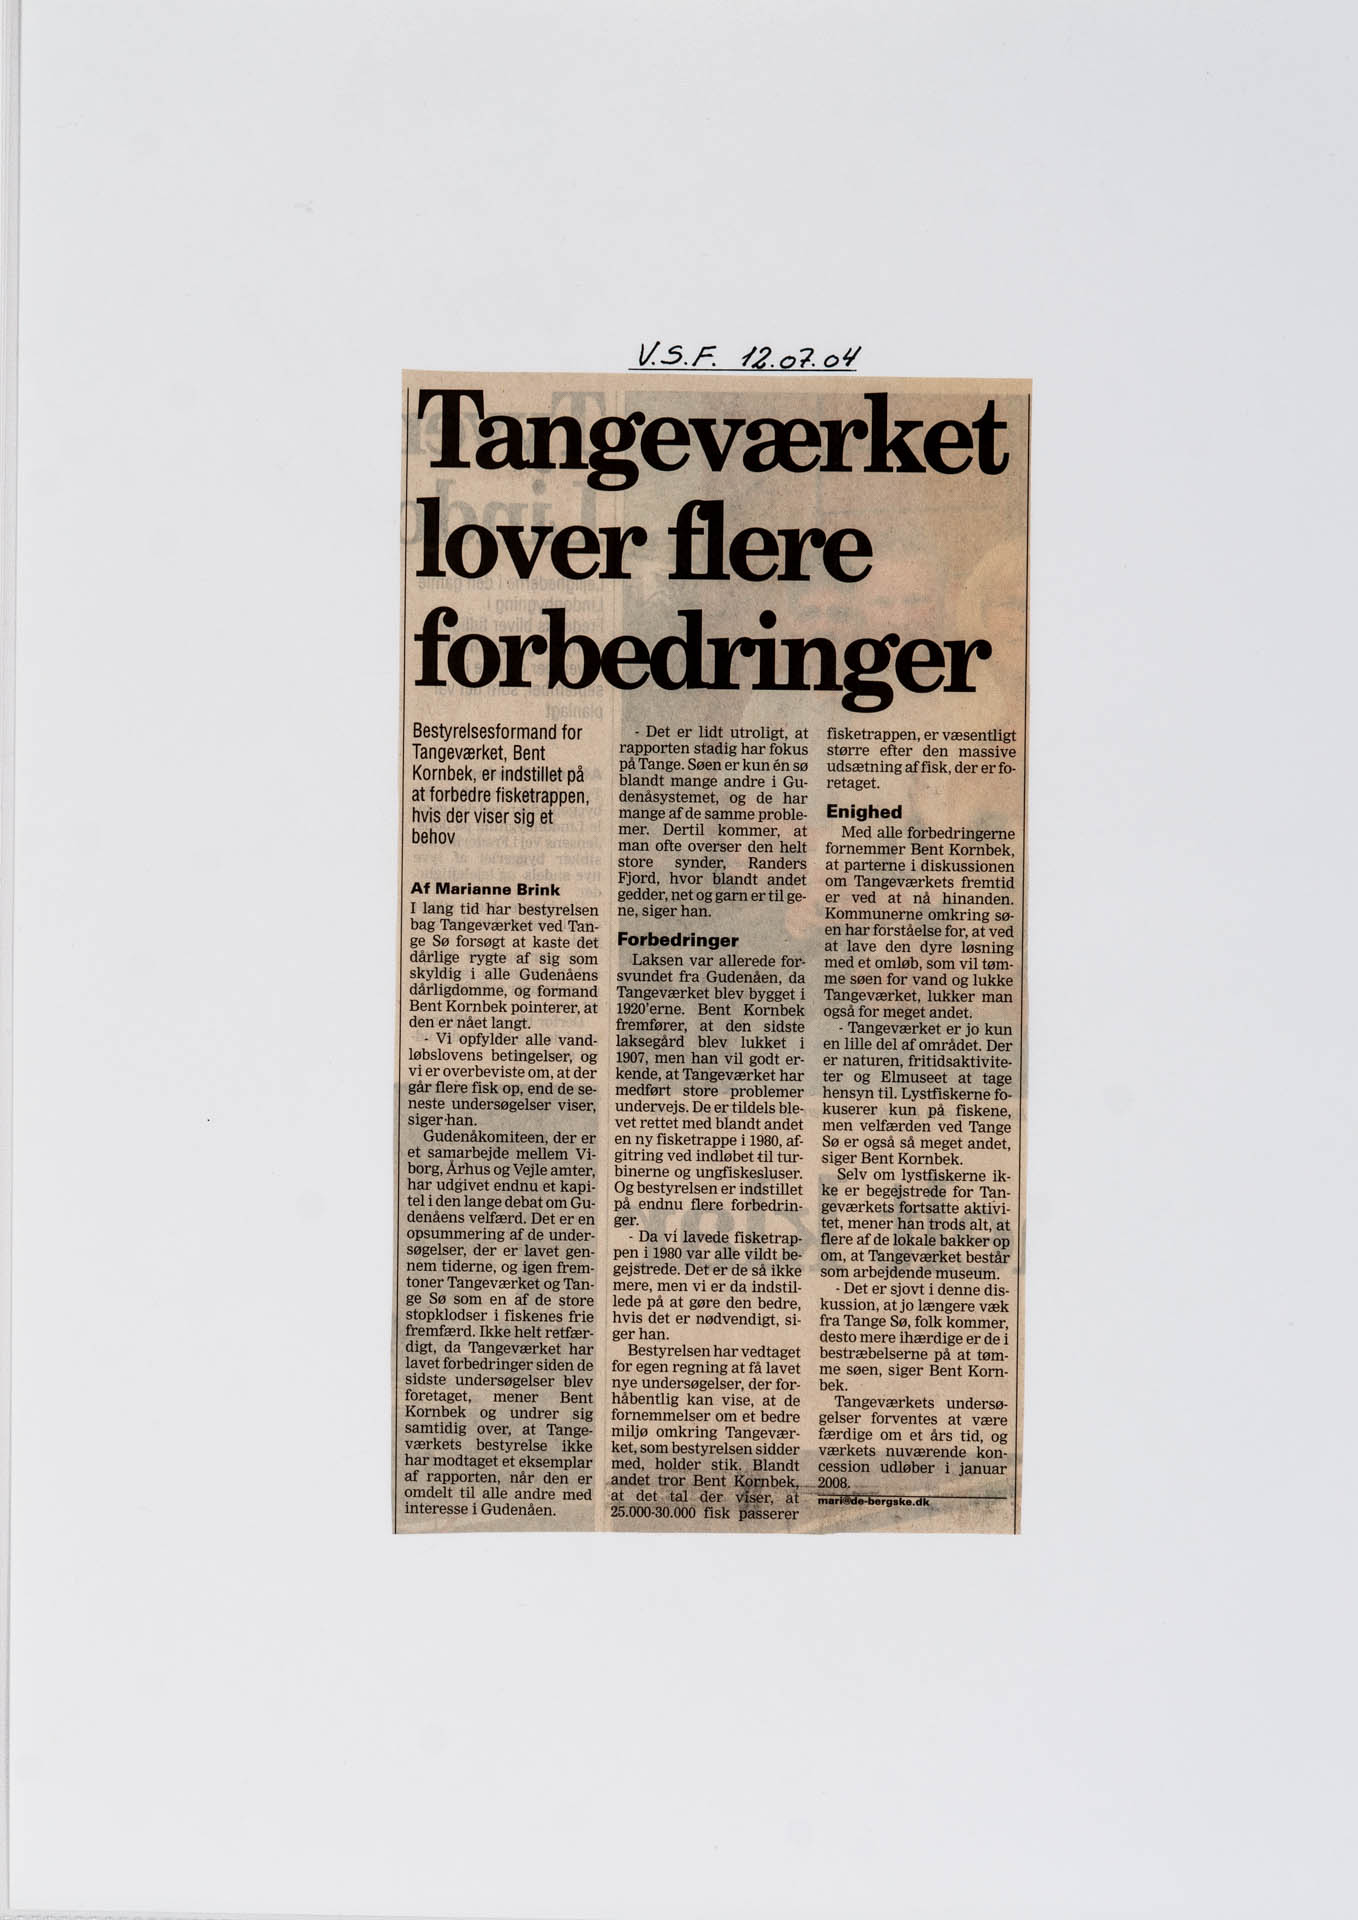 V.S.F. 12.07.04
Tangeværket
lover flere
forbedringer
Bestyrelsesformand for
Tangeværket, Bent
Kornbek, er indstillet på
at forbedre fisketrappen,
hvis der viser sig et
behov
Af Marianne Brink
I lang tid har bestyrelsen
bag Tangeværket ved Tan-
ge Sø forsøgt at kaste det
dårlige rygte af sig som
skyldig i alle Gudenåens
dårligdomme, og formand
Bent Kornbek pointerer, at
den er nået langt.
- Vi opfylder alle vand-
løbslovens betingelser, og
vi er overbeviste om, at der
går flere fisk op, end de se-
neste undersøgelser viser,
siger han.
Gudenåkomiteen, der er
et samarbejde mellem Vi-
borg, Århus og Vejle amter,
har udgivet endnu et kapi-
tel i den lange debat om Gu-
denåens velfærd. Det er en
opsummering af de under-
søgelser, der er lavet gen-
nem tiderne, og igen frem-
toner Tangeværket og Tan-
ge Sø som en af de store
stopklodser i fiskenes frie
fremfærd. Ikke helt retfær-
digt, da Tangeværket har
lavet forbedringer siden de
sidste undersøgelser blev
foretaget, mener Bent
Kornbek og undrer sig
samtidig over, at Tange-
værkets bestyrelse ikke
har modtaget et eksemplar
af rapporten, når den er
omdelt til alle andre med
interesse i Gudenåen.
- Det er lidt utroligt, at
rapporten stadig har fokus
på Tange. Søen er kun én sø
blandt mange andre i Gu-
denåsystemet, og de har
mange af de samme proble-
mer. Dertil kommer, at
man ofte overser den helt
store synder, Randers
Fjord, hvor blandt andet
gedder, net og garn er til ge-
ne, siger han.
Forbedringer
Laksen var allerede for-
svundet fra Gudenåen, da
Tangeværket blev bygget i
1920'erne. Bent Kornbek
fremfører, at den sidste
laksegård blev lukket i
1907, men han vil godt er-
kende, at Tangeværket har
medført store problemer
undervejs. De er tildels ble-
vet rettet med blandt andet
en ny fisketrappe i 1980, af-
gitring ved indløbet til tur-
binerne og ungfiskesluser.
Og bestyrelsen er indstillet
på endnu flere forbedrin-
ger.
- Da vi lavede fisketrap-
pen i 1980 var alle vildt be-
gejstrede. Det er de så ikke
mere, men vi er da indstil-
lede på at gøre den bedre,
hvis det er nødvendigt, si-
ger han.
Bestyrelsen har vedtaget
for egen regning at få lavet
nye undersøgelser, der for-
håbentlig kan vise, at de
fornemmelser om et bedre
miljø omkring Tangevær-
ket, som bestyrelsen sidder
med, holder stik. Blandt
andet tror Bent Kornbek,
at det tal der viser, at
25.000-30.000 fisk passerer
fisketrappen, er væsentligt
større efter den massive
udsætning af fisk, der er fo-
retaget.
Enighed
Med alle forbedringerne
fornemmer Bent Kornbek,
at parterne i diskussionen
om Tangeværkets fremtid
er ved at nå hinanden.
Kommunerne omkring sø-
en har forståelse for, at ved
at lave den dyre løsning
med et omløb, som vil tøm-
me søen for vand og lukke
Tangeværket, lukker man
også for meget andet.
- Tangeværket er jo kun
en lille del af området. Der
er naturen, fritidsaktivite-
ter og Elmuseet at tage
hensyn til. Lystfiskerne fo-
kuserer kun på fiskene,
men velfærden ved Tange
Sø er også så meget andet,
siger Bent Kornbek.
Selv om lystfiskerne ik-
ke er begejstrede for Tan-
geværkets fortsatte aktivi-
tet, mener han trods alt, at
flere af de lokale bakker op
om, at Tangeværket består
som arbejdende museum.
- Det er sjovt i denne dis-
kussion, at jo længere væk
fra Tange Sø, folk kommer,
desto mere ihærdige er de i
bestræbelserne på at tøm-
me søen, siger Bent Korn-
bek.
Tangeværkets undersø-
gelser forventes at være
færdige om et års tid, og
værkets nuværende kon-
cession udløber i januar
2008.
mari@de-bergske.dk